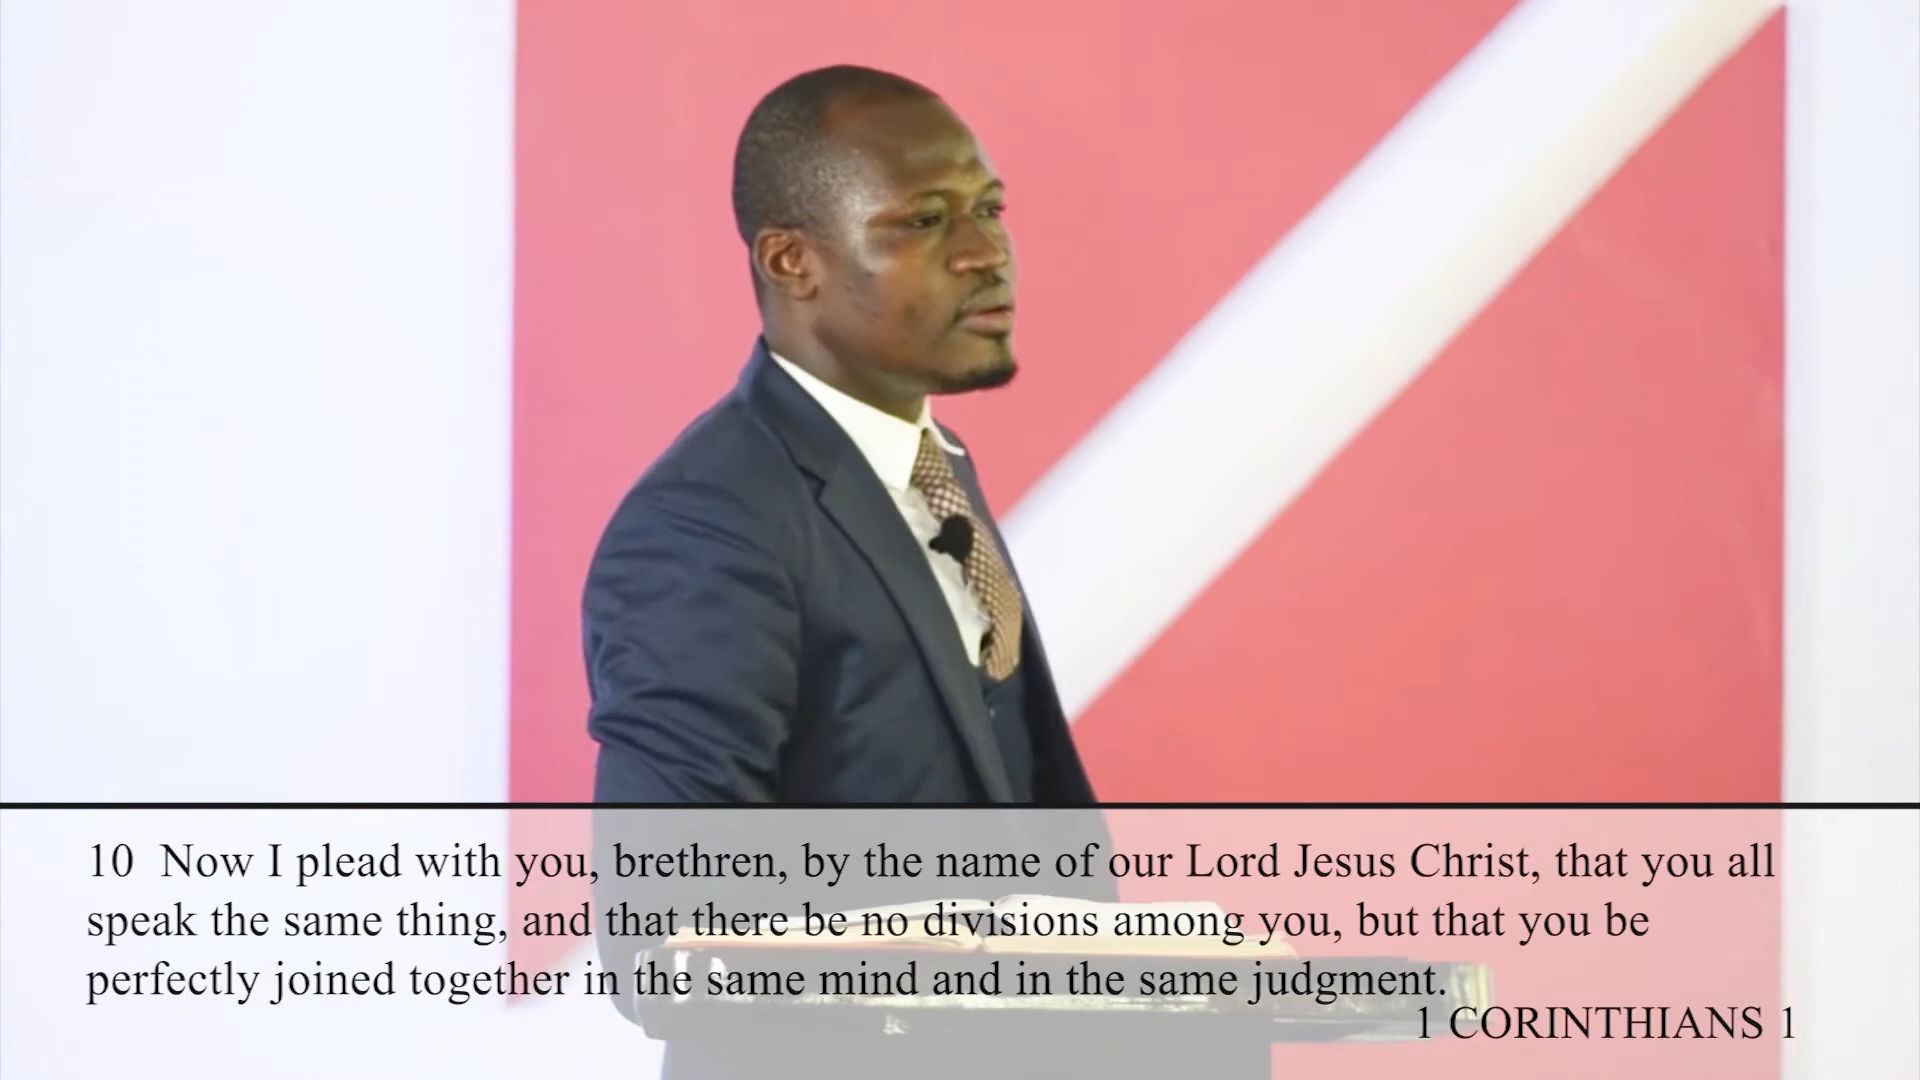 10 Now I plead with you, brethren, by the name of our Lord Jesus Christ, that you all
speak the same thing, and that there be no divisions among you, but that you be
perfectly joined together in the same mind and in the same judgment.
1 CORINTHIANS 1